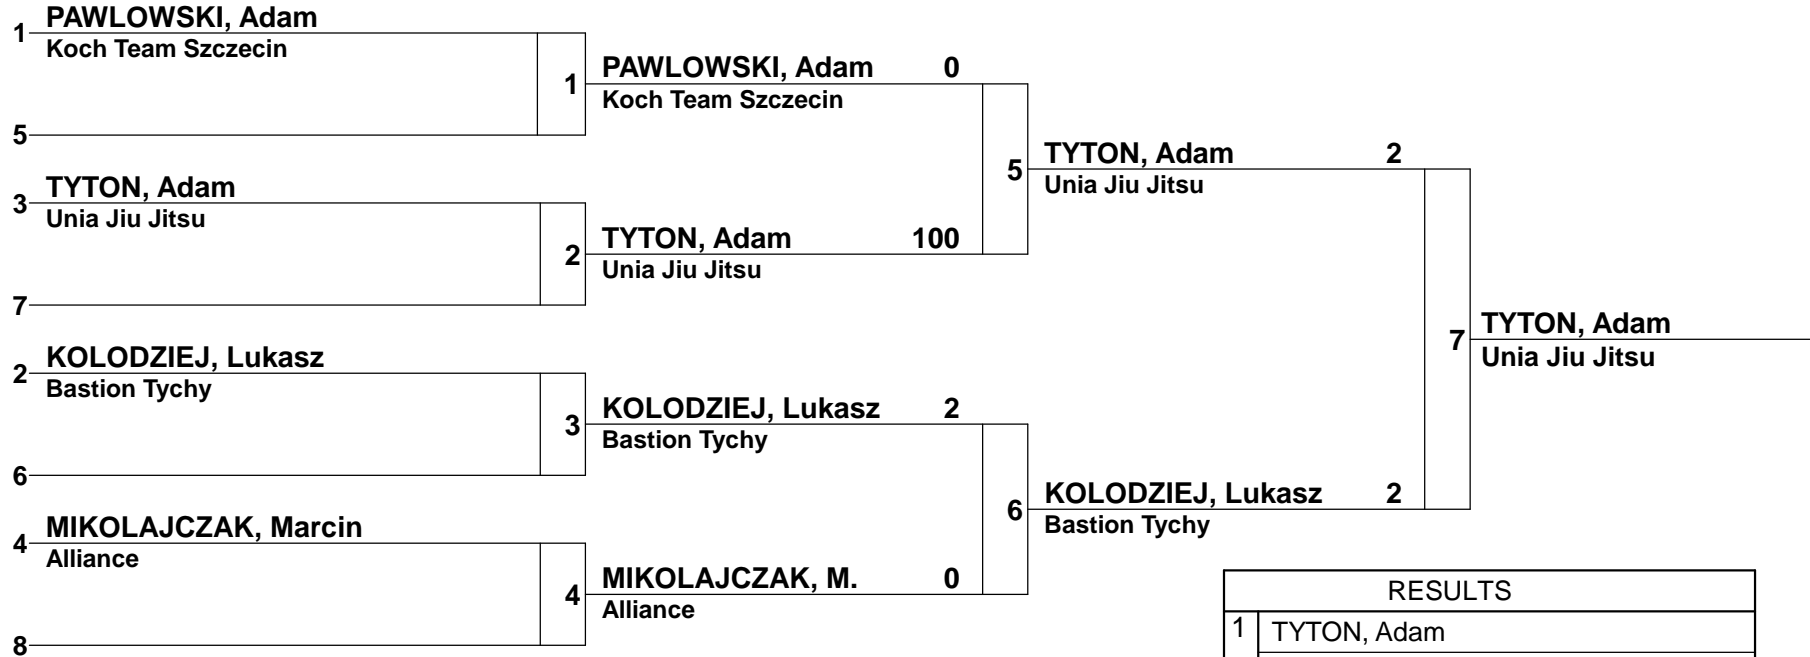 1 PAWLOWSKI, Adam
Koch Team Szczecin
5
3 TYTON, Adam
Unia Jiu Jitsu
7
2 KOLODZIEJ, Lukasz
Bastion Tychy
6
4 MIKOLAJCZAK, Marcin
Alliance
8
1 PAWLOWSKI, Adam 0
Koch Team Szczecin
2 TYTON, Adam 100
Unia Jiu Jitsu
3 KOLODZIEJ, Lukasz 2
Bastion Tychy
4 MIKOLAJCZAK, M. 0
Alliance
5 TYTON, Adam 2
Unia Jiu Jitsu
6 KOLODZIEJ, Lukasz 2
Bastion Tychy
7 TYTON, Adam
Unia Jiu Jitsu
RESULTS
1 TYTON, Adam